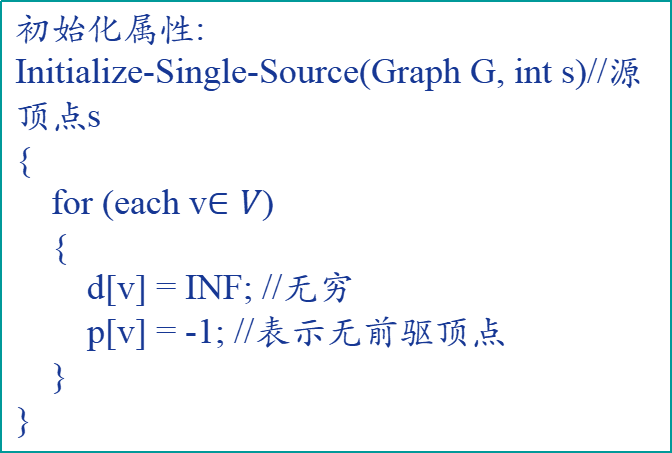 初始化属性:
Initialize-Single-Source(Graph G, int s)//源
顶点s
{
for (each v∈ V)
{
d[v] = INF; //无穷
p[v] = -1; //表示无前驱顶点
}
}